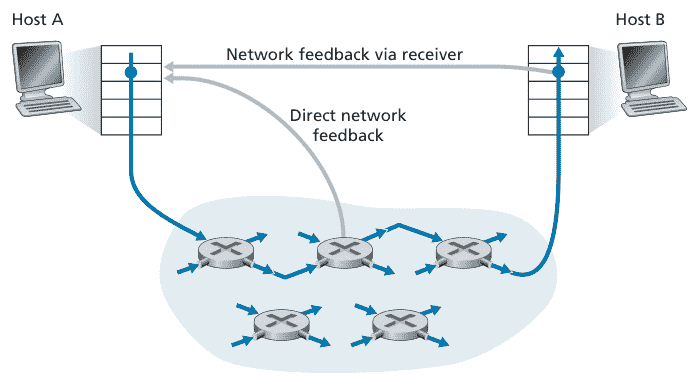 Host A
Host B
Network feedback via receiver
Direct network
feedback